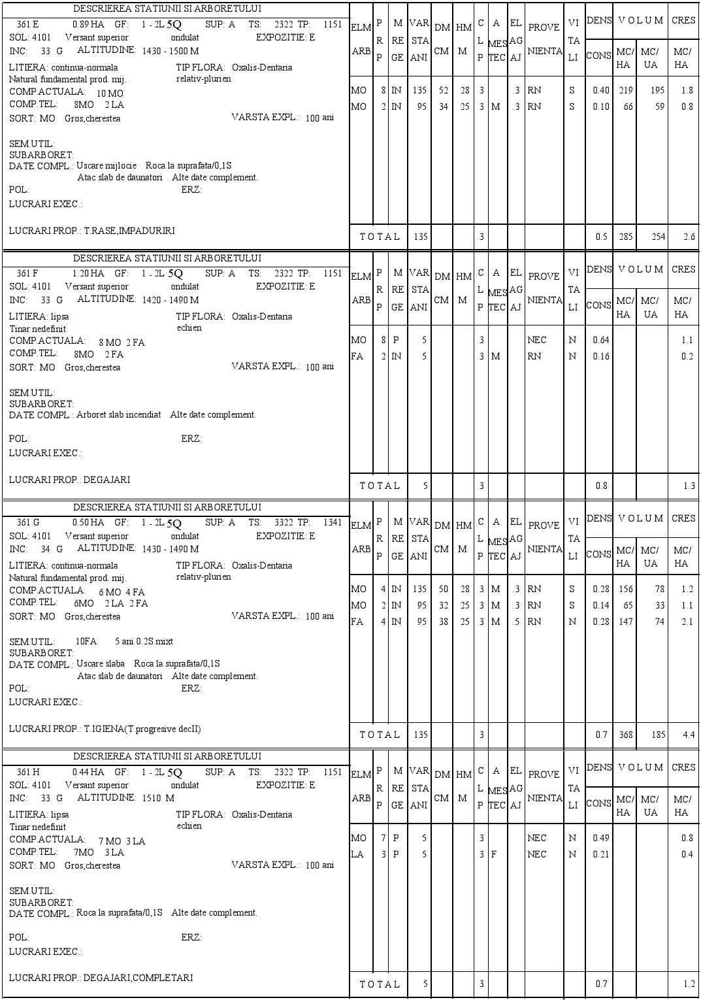 DESCRIEREA STATIUNII SI ARBORETULUI
361 E 0.89 HA GF: 1 - 2L 5Q SUP: A TS: 2322 TP: 1151
SOL: 4101 Versant superior ondulat EXPOZITIE: E
INC: 33 G ALTITUDINE: 1430 - 1500 M
LITIERA: continua-normala TIP FLORA: Oxalis-Dentaria
Natural fundamental prod. mij. relativ-plurien
COMP.ACTUALA: 10 MO
COMP.TEL: 8MO 2 LA
SORT: MO Gros,cherestea VARSTA EXPL.: 100 ani
SEM.UTIL:
SUBARBORET:
DATE COMPL.: Uscare mijlocie Roca la suprafata/0,1S
Atac slab de daunatori Alte date complement.
POL: ERZ:
LUCRARI EXEC.:
LUCRARI PROP.: T.RASE,IMPADURIRI
ELM P M VAR DM HM C A EL PROVE VI DENS V O L U M CRES
R RE STA L MES AG TA
ARB P GE ANI CM M P TEC AJ NIENTA LI CONS MC/ MC/ MC/
HA UA HA
MO 8 IN 135 52 28 3 .3 RN S 0.40 219 195 1.8
MO 2 IN 95 34 25 3 M .3 RN S 0.10 66 59 0.8
T O T A L 135 3 0.5 285 254 2.6
DESCRIEREA STATIUNII SI ARBORETULUI
361 F 1.20 HA GF: 1 - 2L 5Q SUP: A TS: 2322 TP: 1151
SOL: 4101 Versant superior ondulat EXPOZITIE: E
INC: 33 G ALTITUDINE: 1420 - 1490 M
LITIERA: lipsa TIP FLORA: Oxalis-Dentaria
Tinar nedefinit echien
COMP.ACTUALA: 8 MO 2 FA
COMP.TEL: 8MO 2 FA
SORT: MO Gros,cherestea VARSTA EXPL.: 100 ani
SEM.UTIL:
SUBARBORET:
DATE COMPL.: Arboret slab incendiat Alte date complement.
POL: ERZ:
LUCRARI EXEC.:
LUCRARI PROP.: DEGAJARI
ELM P M VAR DM HM C A EL PROVE VI DENS V O L U M CRES
R RE STA L MES AG TA
ARB P GE ANI CM M P TEC AJ NIENTA LI CONS MC/ MC/ MC/
HA UA HA
MO 8 P 5 3 NEC N 0.64 1.1
FA 2 IN 5 3 M RN N 0.16 0.2
T O T A L 5 3 0.8 1.3
DESCRIEREA STATIUNII SI ARBORETULUI
361 G 0.50 HA GF: 1 - 2L 5Q SUP: A TS: 3322 TP: 1341
SOL: 4101 Versant superior ondulat EXPOZITIE: E
INC: 34 G ALTITUDINE: 1430 - 1490 M
LITIERA: continua-normala TIP FLORA: Oxalis-Dentaria
Natural fundamental prod. mij. relativ-plurien
COMP.ACTUALA: 6 MO 4 FA
COMP.TEL: 6MO 2 LA 2 FA
SORT: MO Gros,cherestea VARSTA EXPL.: 100 ani
SEM.UTIL: 10FA 5 ani 0.2S mixt
SUBARBORET:
DATE COMPL.: Uscare slaba Roca la suprafata/0,1S
Atac slab de daunatori Alte date complement.
POL: ERZ:
LUCRARI EXEC.:
LUCRARI PROP.: T.IGIENA(T.progresive decII)
ELM P M VAR DM HM C A EL PROVE VI DENS V O L U M CRES
R RE STA L MES AG TA
ARB P GE ANI CM M P TEC AJ NIENTA LI CONS MC/ MC/ MC/
HA UA HA
MO 4 IN 135 50 28 3 M .3 RN S 0.28 156 78 1.2
MO 2 IN 95 32 25 3 M .3 RN S 0.14 65 33 1.1
FA 4 IN 95 38 25 3 M .5 RN N 0.28 147 74 2.1
T O T A L 135 3 0.7 368 185 4.4
DESCRIEREA STATIUNII SI ARBORETULUI
361 H 0.44 HA GF: 1 - 2L 5Q SUP: A TS: 2322 TP: 1151
SOL: 4101 Versant superior ondulat EXPOZITIE: E
INC: 33 G ALTITUDINE: 1510 M
LITIERA: lipsa TIP FLORA: Oxalis-Dentaria
Tinar nedefinit echien
COMP.ACTUALA: 7 MO 3 LA
COMP.TEL: 7MO 3 LA
SORT: MO Gros,cherestea VARSTA EXPL.: 100 ani
SEM.UTIL:
SUBARBORET:
DATE COMPL.: Roca la suprafata/0,1S Alte date complement.
POL: ERZ:
LUCRARI EXEC.:
LUCRARI PROP.: DEGAJARI,COMPLETARI
ELM P M VAR DM HM C A EL PROVE VI DENS V O L U M CRES
R RE STA L MES AG TA
ARB P GE ANI CM M P TEC AJ NIENTA LI CONS MC/ MC/ MC/
HA UA HA
MO 7 P 5 3 NEC N 0.49 0.8
LA 3 P 5 3 F NEC N 0.21 0.4
T O T A L 5 3 0.7 1.2